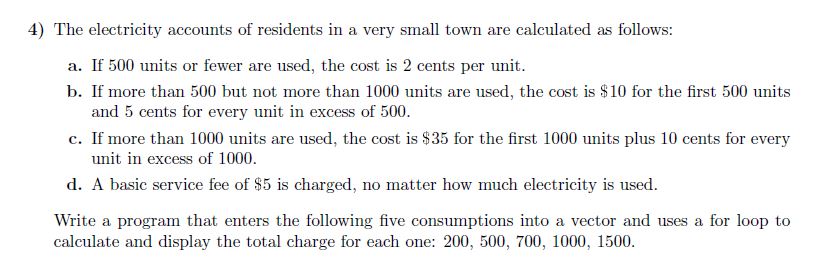 4) The electricity accounts of residents in a very small town are calculated as follows:
a. If 500 units or fewer are used, the cost is 2 cents per unit.
b. If more than 500 but not more than 1000 units are used, the cost is $10 for the first 500 units
and 5 cents for every unit in excess of 500.
c. If more than 1000 units are used, the cost is $35 for the first 1000 units plus 10 cents for every
unit in excess of 1000.
d. A basic service fee of $5 is charged, no matter how much electricity is used.
Write a program that enters the following five consumptions into a vector and uses a for loop to
calculate and display the total charge for each one: 200, 500, 700, 1000, 1500.